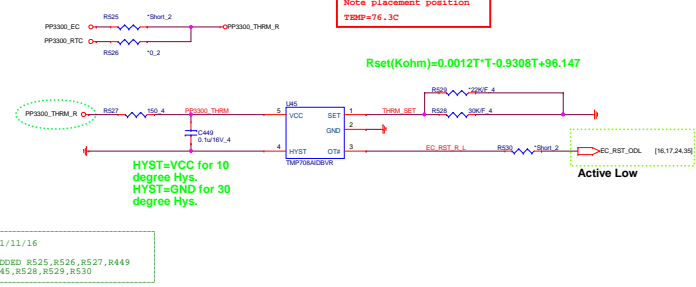 Note placement position
TEMP=76.3C
R525
*Short_2
PP3300_EC
PP3300_THRM_R
PP3300_RTC
R526
*0_2
Rset(Kohm)=0.0012T*T-0.9308T+96.147
R529
*22K/F_4
U45
PP3300_THRM_R
R527
150_4
PP3300_THRM
5
VCC
SET
1
THRM_SET
R528
30K/F_4
GND
2
C449
0.1u/16V_4
4
HYST
OT#
3
EC_RST_R_L
R530
*Short_2
EC_RST_ODL
[16,17,24,35]
TMP708AIDBVR
Active Low
HYST=VCC for 10
degree Hys.
HYST=GND for 30
degree Hys.
1/11/16
DDED R525,R526,R527,R449
45,R528,R529,R530